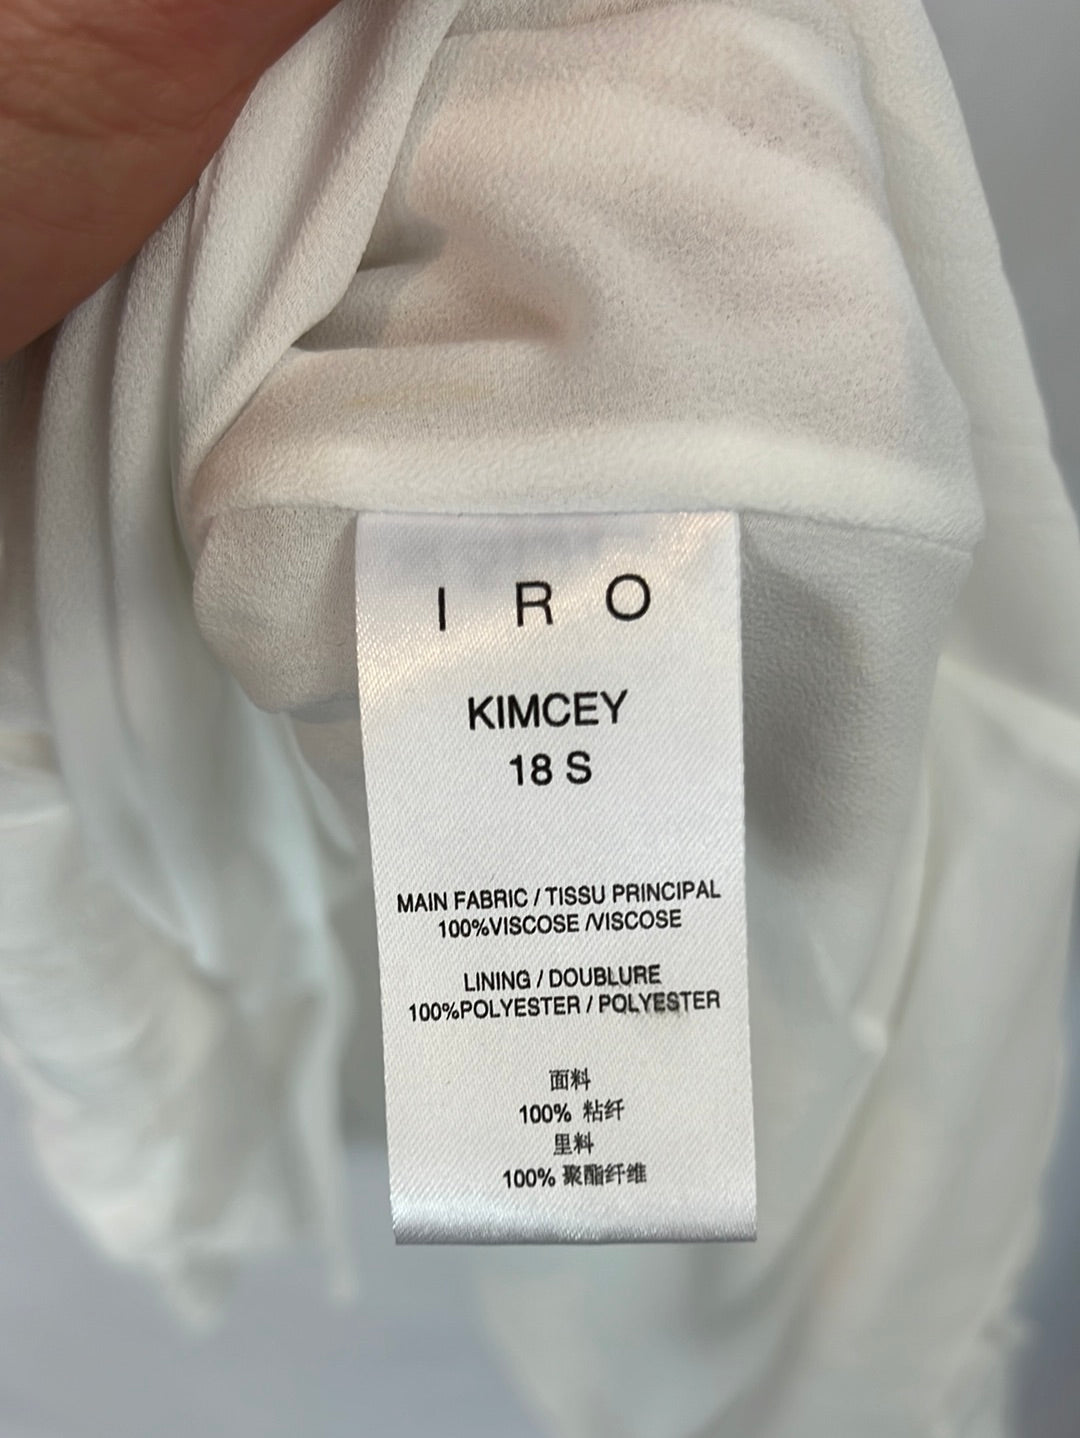 I R O
KIMCEY
18 S
MAIN FABRIC / TISSU PRINCIPAL
100%VISCOSE /VISCOSE
LINING / DOUBLURE
100%POLYESTER / POLYESTER
面料
100% 粘纤
里料
100% 聚酯纤维